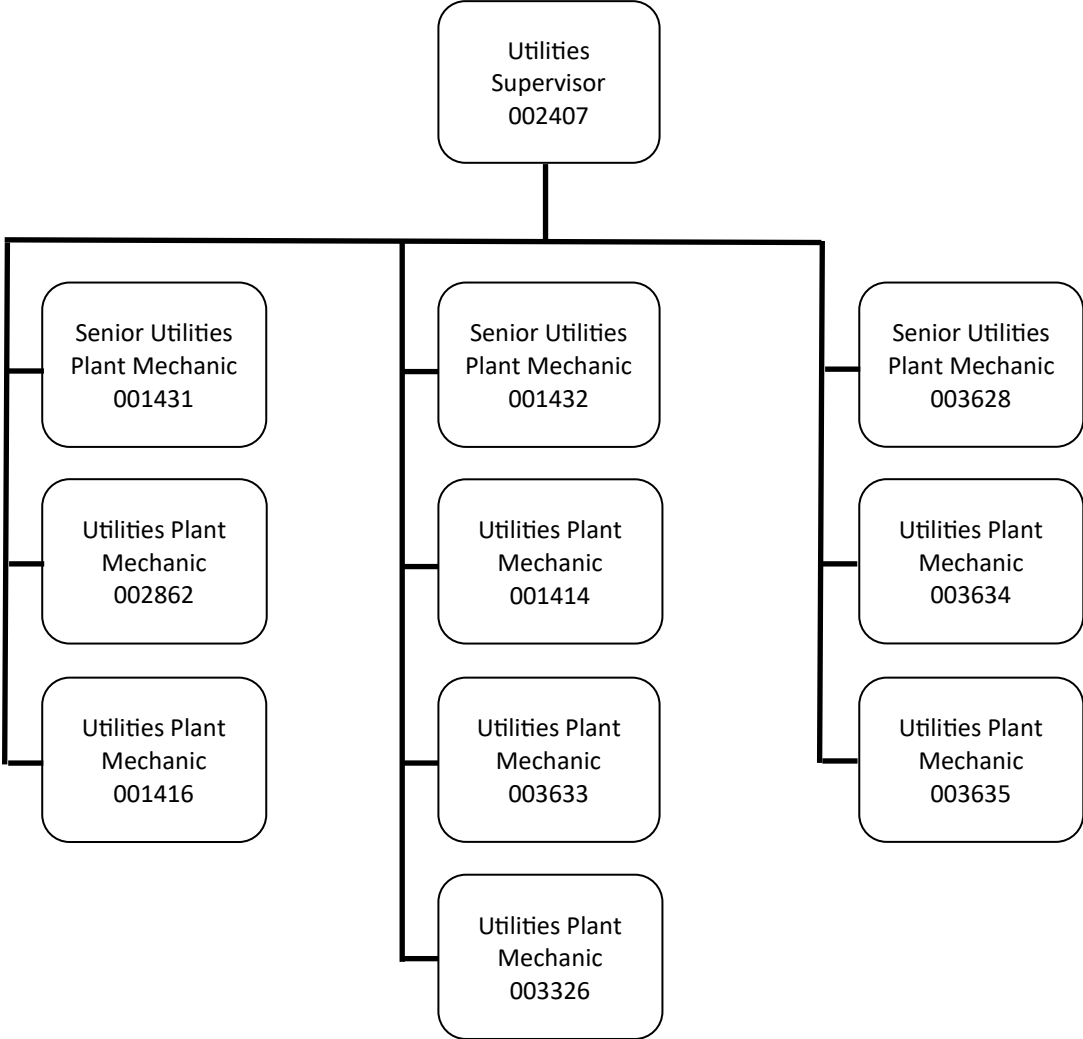 Utilities
Supervisor
002407
Senior Utilities
Plant Mechanic
001431
Senior Utilities
Plant Mechanic
001432
Senior Utilities
Plant Mechanic
003628
Utilities Plant
Mechanic
002862
Utilities Plant
Mechanic
001414
Utilities Plant
Mechanic
003634
Utilities Plant
Mechanic
001416
Utilities Plant
Mechanic
003633
Utilities Plant
Mechanic
003635
Utilities Plant
Mechanic
003326